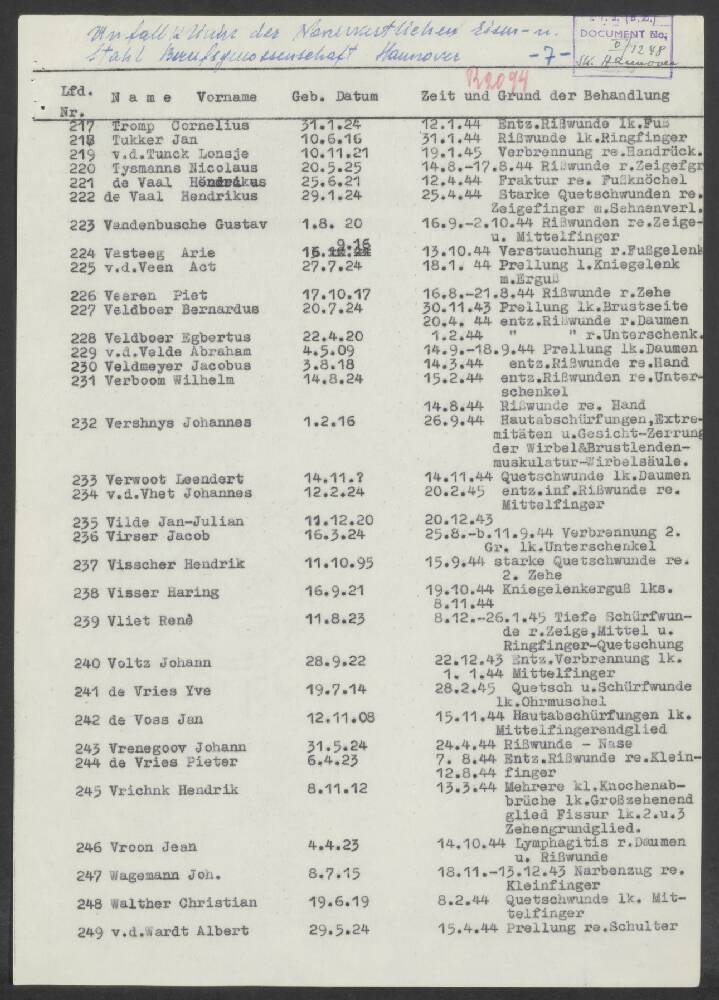 Unfall i. Uniht der Nordwestlichen Eisen- u.
Stahl Berufsgenossenschaft Hannover -7-
DOCUMENT No;
R2094
Lfd. Nr. Name Vorname Geb. Datum Zeit und Grund der Behandlung
217 Tromp Cornelius 31.1.24 12.1.44 Entz.Rißwunde lk.Fuß
218 Tukker Jan 10.6.16 31.1.44 Rißwunde lk.Ringfinger
219 v.d.Tunck Lonsje 10.11.21 19.1.45 Verbrennung re.Handrück.
220 Tysmanns Nicolaus 20.5.25 14.8.-17.8.44 Rißwunde r.Zeigefgr
221 de Vaal Hendrikus 25.6.21 12.4.44 Fraktur re. Fußknöchel
222 de Vaal Hendrikus 29.1.24 25.4.44 Starke Quetschwunden re.
Zeigefinger m.Sehnenverl.
223 Vandenbusche Gustav 1.8. 20 16.9.-2.10.44 Rißwunden re.Zeige-
u. Mittelfinger
224 Vasteeg Arie 9.16 13.10.44 Verstauchung r.Fußgelenk
225 v.d.Veen Act 27.7.24 18.1. 44 Prellung l.Kniegelenk
m.Erguß
226 Veeren Piet 17.10.17 16.8.-21.8.44 Rißwunde r.Zehe
227 Veldboer Bernardus 20.7.24 30.11.43 Prellung lk.Brustseite
20.4. 44 entz.Rißwunde r.Daumen
228 Veldboer Egbertus 22.4.20 1.2.44 " " r.Unterschenk.
229 v.d.Velde Abraham 4.5.09 14.9.-18.9.44 Prellung lk.Daumen
230 Veldmeyer Jacobus 3.8.18 14.3.44 entz.Rißwunde re.Hand
231 Verboom Wilhelm 14.8.24 15.2.44 entz.Rißwunden re.Unter-
schenkel
14.8.44 Rißwunde re. Hand
232 Vershnys Johannes 1.2.16 26.9.44 Hautabschürfungen,Extre-
mitäten u.Gesicht-Zerrung
der Wirbel&Brustlenden-
muskulatur-Wirbelsäule.
233 Verwoot Leendert 14.11.? 14.11.44 Quetschwunde lk.Daumen
234 v.d.Vhet Johannes 12.2.24 20.2.45 entz.inf.Rißwunde re.
Mittelfinger
235 Vilde Jan-Julian 11.12.20 20.12.43
236 Virser Jacob 16.3.24 25.8.-b.11.9.44 Verbrennung 2.
Gr. lk.Unterschenkel
237 Visscher Hendrik 11.10.95 15.9.44 starke Quetschwunde re.
2. Zehe
238 Visser Haring 16.9.21 19.10.44 Kniegelenkerguß lks.
8.11.44
239 Vliet Renè 11.8.23 8.12.-26.1.45 Tiefe Schürfwun-
de r.Zeige,Mittel u.
Ringfinger-Quetschung
240 Voltz Johann 28.9.22 22.12.43 Entz.Verbrennung lk.
1. 1.44 Mittelfinger
241 de Vries Yve 19.7.14 28.2.45 Quetsch u.Schürfwunde
lk.Ohrmuschel
242 de Voss Jan 12.11.08 15.11.44 Hautabschürfungen lk.
Mittelfingerendglied
243 Vrenegoov Johann 31.5.24 24.4.44 Rißwunde - Nase
244 de Vries Pieter 6.4.23 7. 8.44 Entz.Rißwunde re.Klein-
12.8.44 finger
245 Vrichnk Hendrik 8.11.12 13.3.44 Mehrere kl.Knochenab-
brüche lk.Großzehenend
glied Fissur lk.2.u.3
Zehengrundglied.
246 Vroon Jean 4.4.23 14.10.44 Lymphagitis r.Daumen
u. Rißwunde
247 Wagemann Joh. 8.7.15 18.11.-13.12.43 Narbenzug re.
Kleinfinger
248 Walther Christian 19.6.19 8.2.44 Quetschwunde lk. Mit-
telfinger
249 v.d.Wardt Albert 29.5.24 15.4.44 Prellung re.Schulter